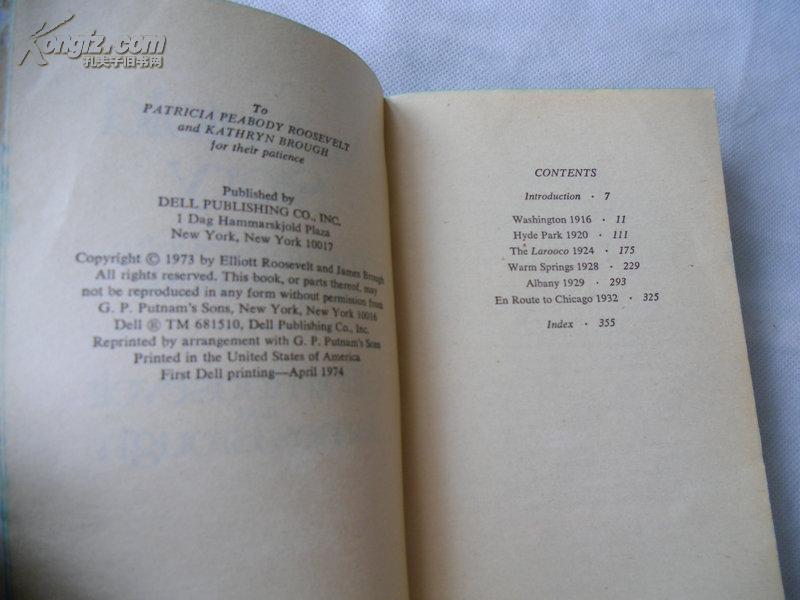 Kongfz.com
孔夫子旧书网
To
PATRICIA PEABODY ROOSEVELT
and KATHRYN BROUGH
for their patience
Published by
DELL PUBLISHING CO., INC.
1 Dag Hammarskjold Plaza
New York, New York 10017
Copyright © 1973 by Elliott Roosevelt and James Brough
All rights reserved. This book, or parts thereof, may
not be reproduced in any form without permission from
G. P. Putnam's Sons, New York, New York 10016
Dell ® TM 681510, Dell Publishing Co., Inc.
Reprinted by arrangement with G. P. Putnam's Sons
Printed in the United States of America
First Dell printing—April 1974
CONTENTS
Introduction · 7
Washington 1916 · 11
Hyde Park 1920 · 111
The Larooco 1924 · 175
Warm Springs 1928 · 229
Albany 1929 · 293
En Route to Chicago 1932 · 325
Index · 355